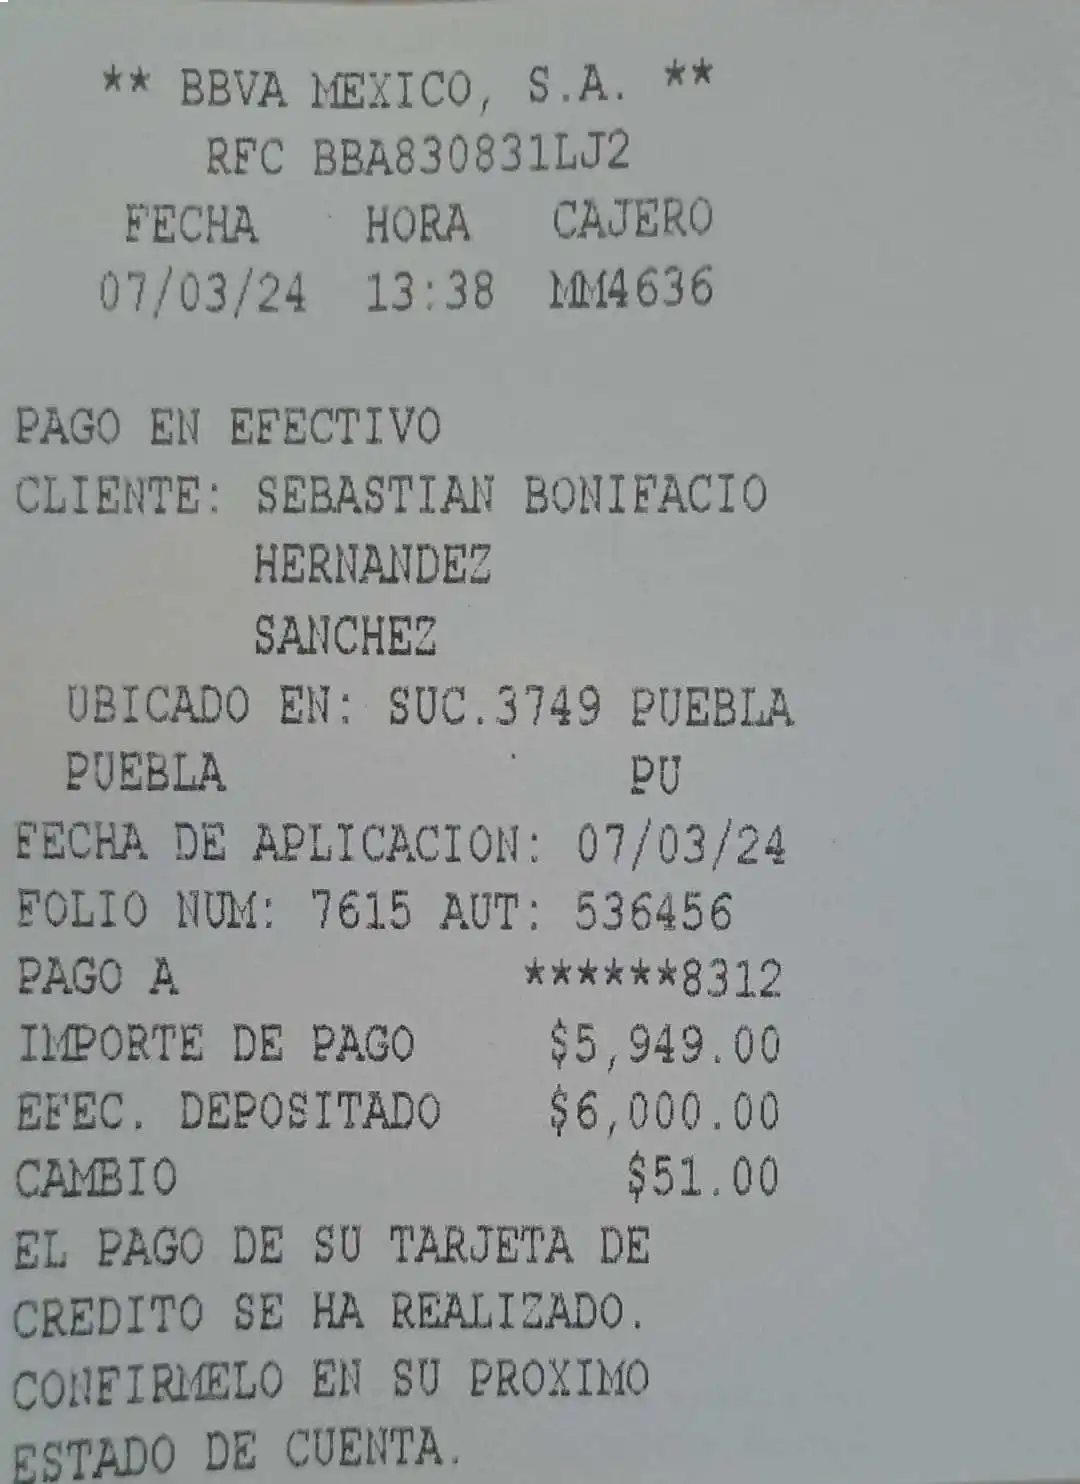 ** BBVA MEXICO, S.A. **
RFC BBA830831LJ2
FECHA HORA CAJERO
07/03/24 13:38 MM4636
PAGO EN EFECTIVO
CLIENTE: SEBASTIAN BONIFACIO
HERNANDEZ
SANCHEZ
UBICADO EN: SUC.3749 PUEBLA
PUEBLA PU
FECHA DE APLICACION: 07/03/24
FOLIO NUM: 7615 AUT: 536456
PAGO A ******8312
IMPORTE DE PAGO $5,949.00
EFEC. DEPOSITADO $6,000.00
CAMBIO $51.00
EL PAGO DE SU TARJETA DE
CREDITO SE HA REALIZADO.
CONFIRMELO EN SU PROXIMO
ESTADO DE CUENTA.